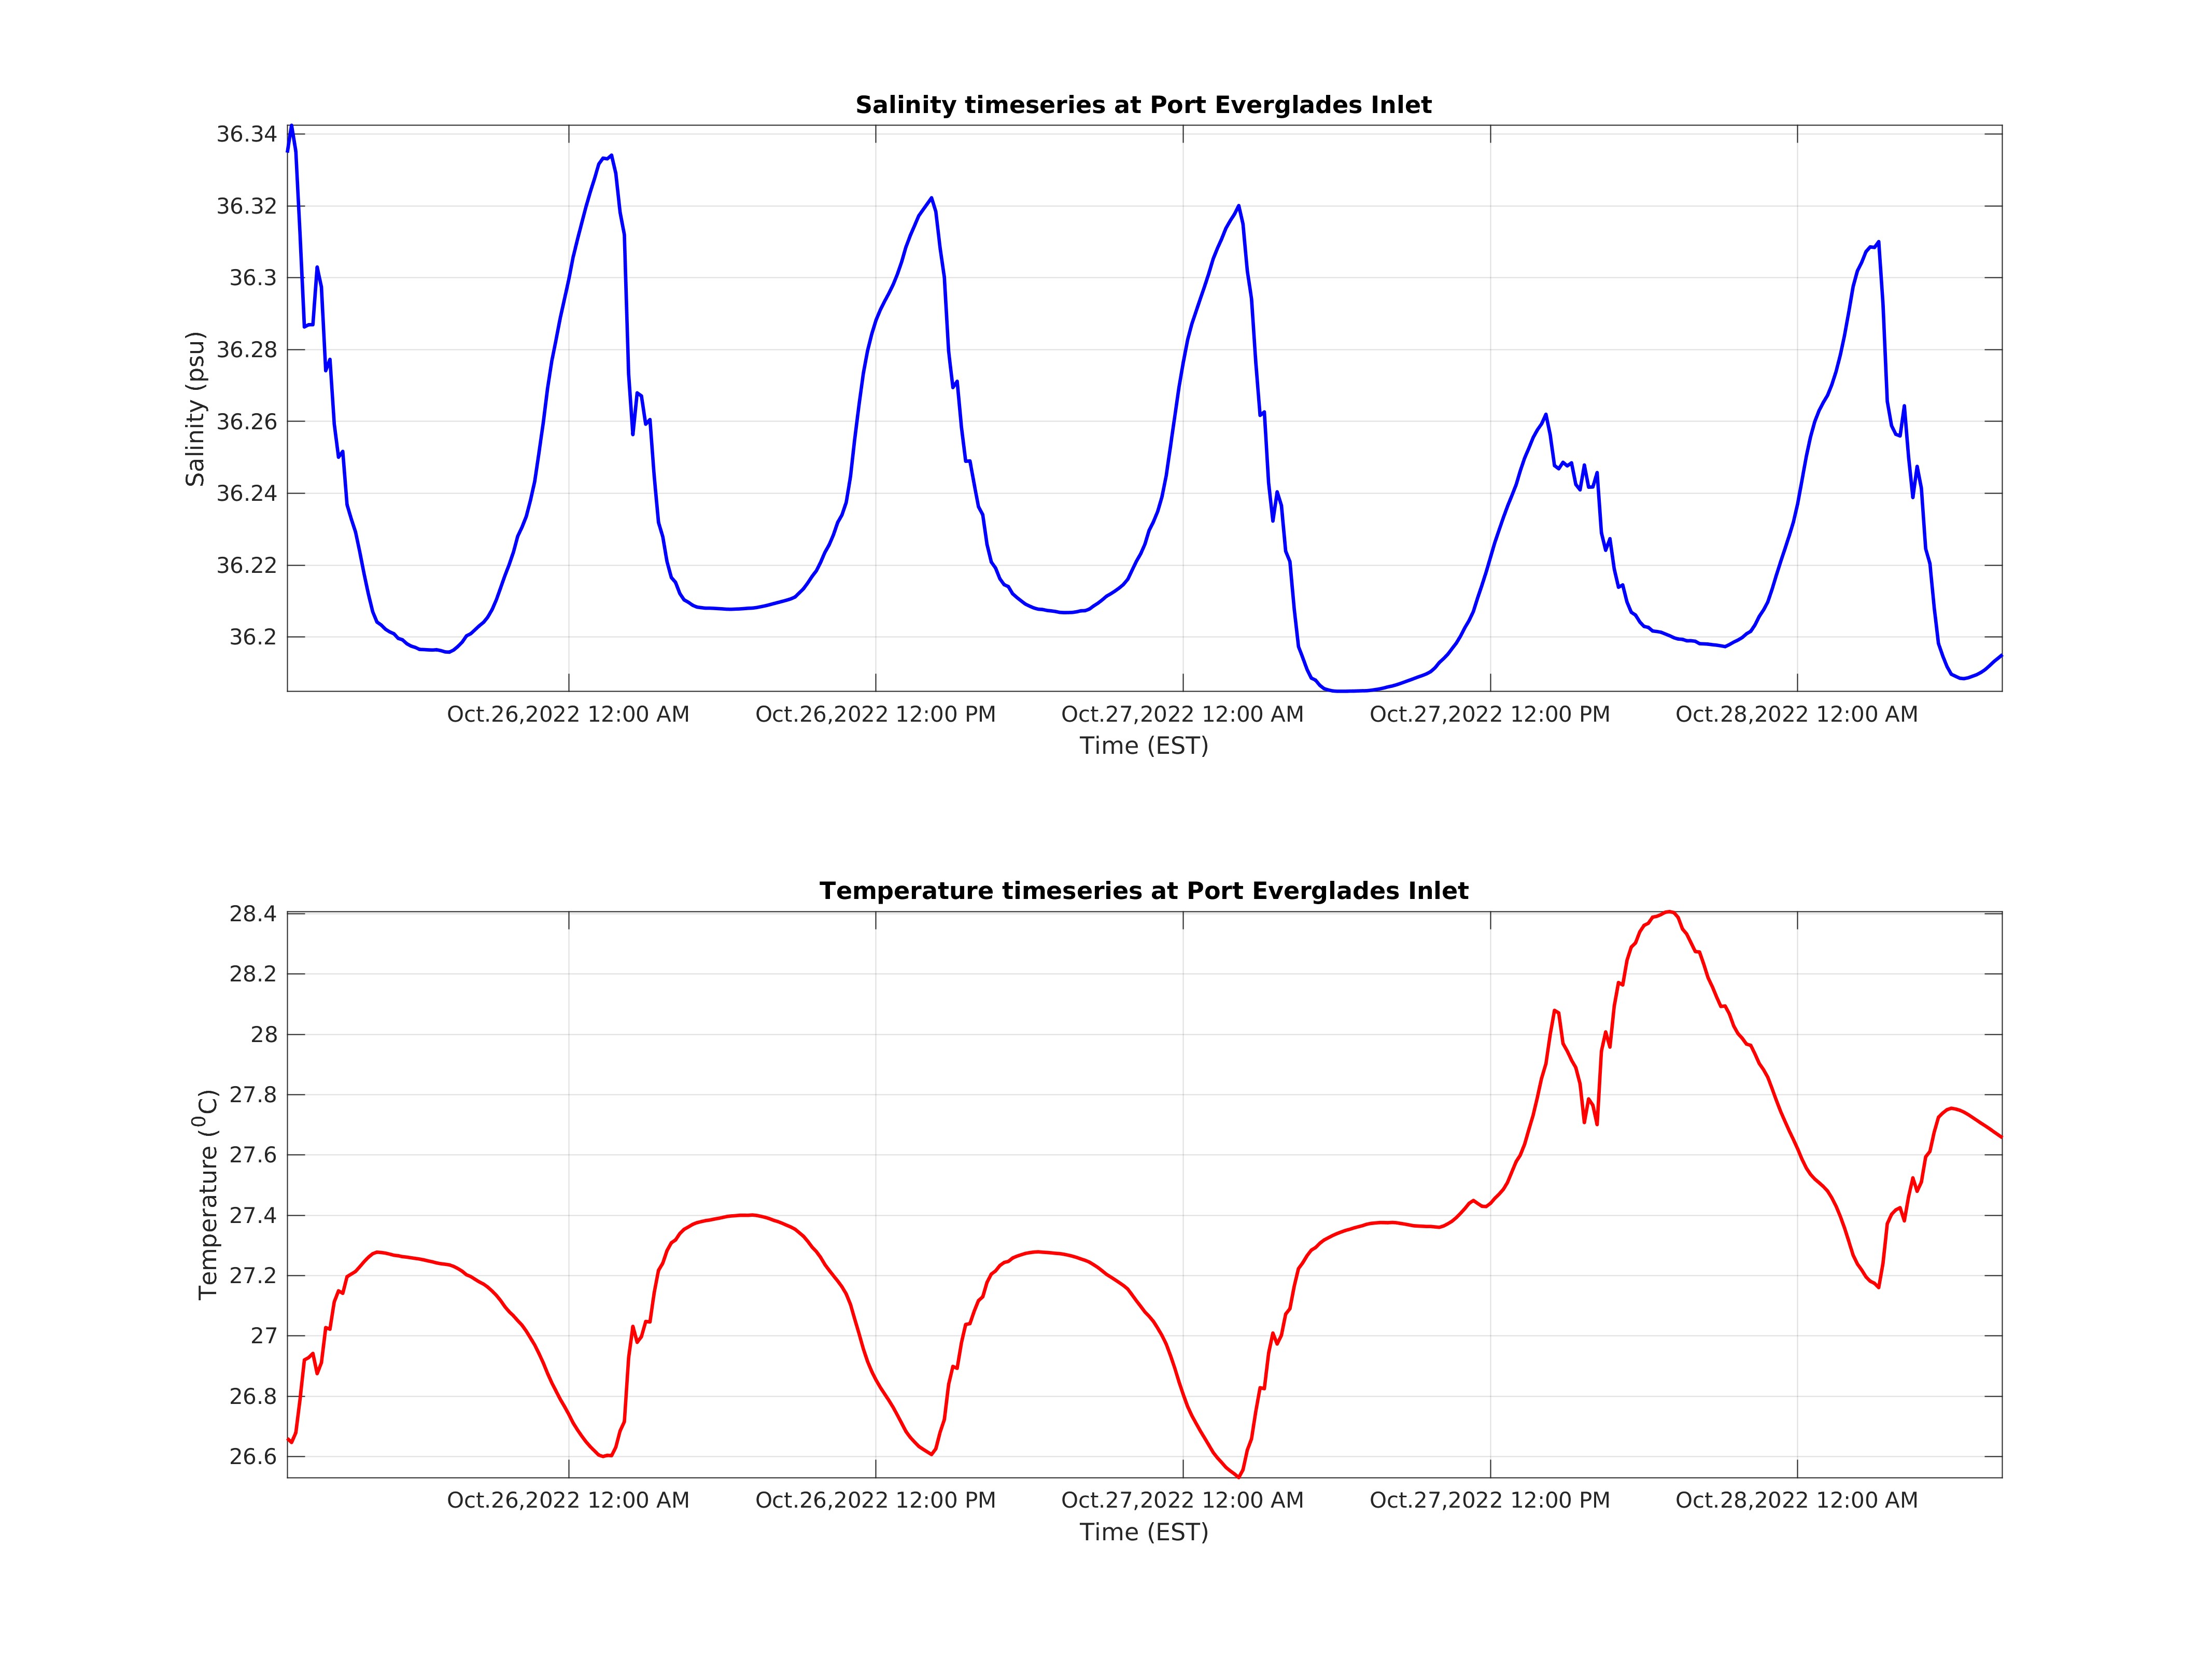 Salinity timeseries at Port Everglades Inlet
36.34
36.32
36.3
36.28
36.26
36.24
36.22
36.2
Salinity (psu)
Oct.26,2022 12:00 AM
Oct.26,2022 12:00 PM
Oct.27,2022 12:00 AM
Oct.27,2022 12:00 PM
Oct.28,2022 12:00 AM
Time (EST)
Temperature timeseries at Port Everglades Inlet
28.4
28.2
28
27.8
27.6
27.4
27.2
27
26.8
26.6
Temperature (⁰C)
Oct.26,2022 12:00 AM
Oct.26,2022 12:00 PM
Oct.27,2022 12:00 AM
Oct.27,2022 12:00 PM
Oct.28,2022 12:00 AM
Time (EST)